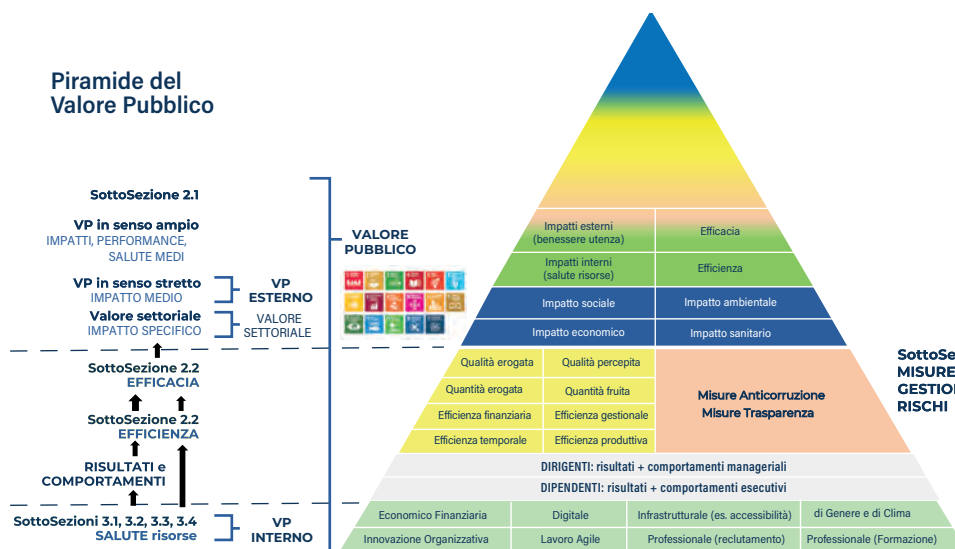 Piramide del
Valore Pubblico
SottoSezione 2.1
VP in senso ampio
IMPATTI, PERFORMANCE,
SALUTE MEDI
VP in senso stretto
IMPATTO MEDIO
Valore settoriale
IMPATTO SPECIFICO
VP
ESTERNO
VALORE
SETTORIALE
VALORE
PUBBLICO
SottoSezione 2.2
EFFICACIA
SottoSezione 2.2
EFFICIENZA
RISULTATI e
COMPORTAMENTI
SottoSezioni 3.1, 3.2, 3.3, 3.4
SALUTE risorse
VP
INTERNO
Impatti esterni
(benessere utenza)
Efficacia
Impatti interni
(salute risorse)
Efficienza
Impatto sociale
Impatto ambientale
Impatto economico
Impatto sanitario
Qualità erogata
Qualità percepita
Quantità erogata
Quantità fruita
Efficienza finanziaria
Efficienza gestionale
Efficienza temporale
Efficienza produttiva
Misure Anticorruzione
Misure Trasparenza
SottoSe
MISURE
GESTION
RISCHI
DIRIGENTI: risultati + comportamenti manageriali
DIPENDENTI: risultati + comportamenti esecutivi
Economico Finanziaria
Digitale
Infrastrutturale (es. accessibilità)
di Genere e di Clima
Innovazione Organizzativa
Lavoro Agile
Professionale (reclutamento)
Professionale (Formazione)